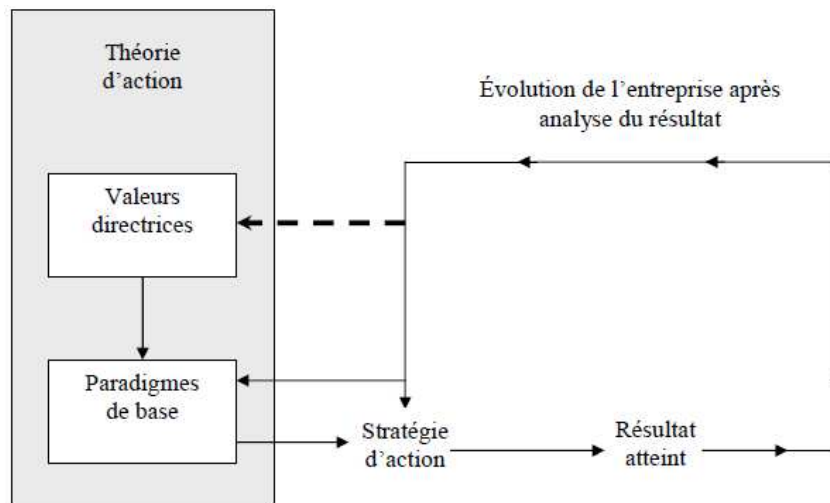 Théorie
d'action
Évolution de l'entreprise après
analyse du résultat
Valeurs
directrices
Paradigmes
de base
Stratégie
d'action
Résultat
atteint